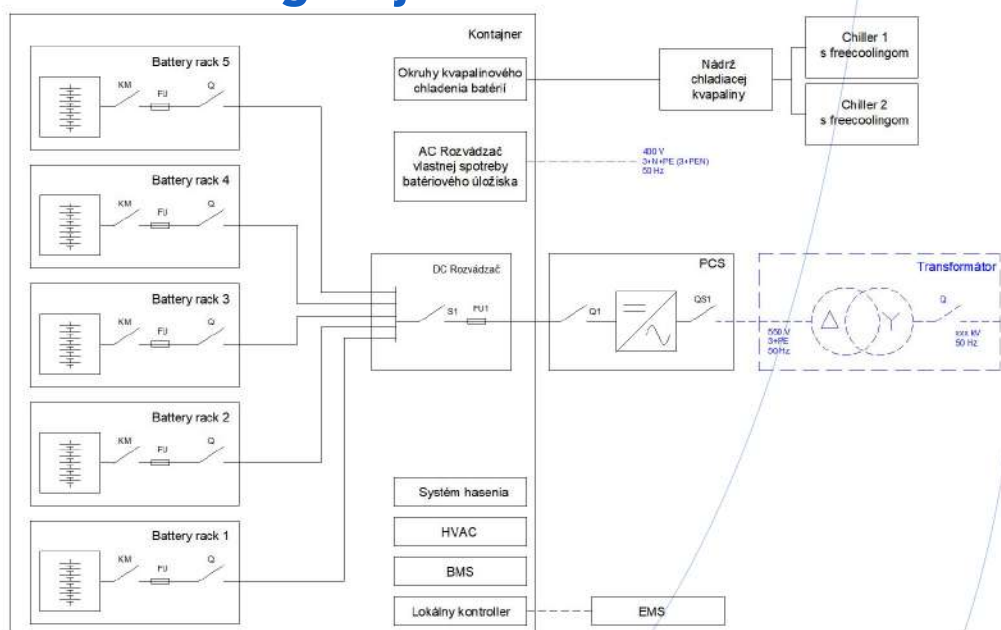 Kontajner
Battery rack 5
KM
FU
Q
Battery rack 4
KM
FU
Q
Battery rack 3
KM
FU
Q
Battery rack 2
KM
FU
Q
Battery rack 1
KM
FU
Q
Okruhy kvapalinového
chladenia batérií
AC Rozvádzač
vlastnej spotreby
batériového úložiska
400 V
3+N+PE (3+PEN)
50 Hz
Nádrž
chladiacej
kvapaliny
Chiller 1
s freecoolingom
Chiller 2
s freecoolingom
DC Rozvádzač
S1
FU1
PCS
Q1
QS1
Transformátor
550 V
3+PE
50 Hz
Q
xxx kV
50 Hz
Systém hasenia
HVAC
BMS
Lokálny kontroller
EMS